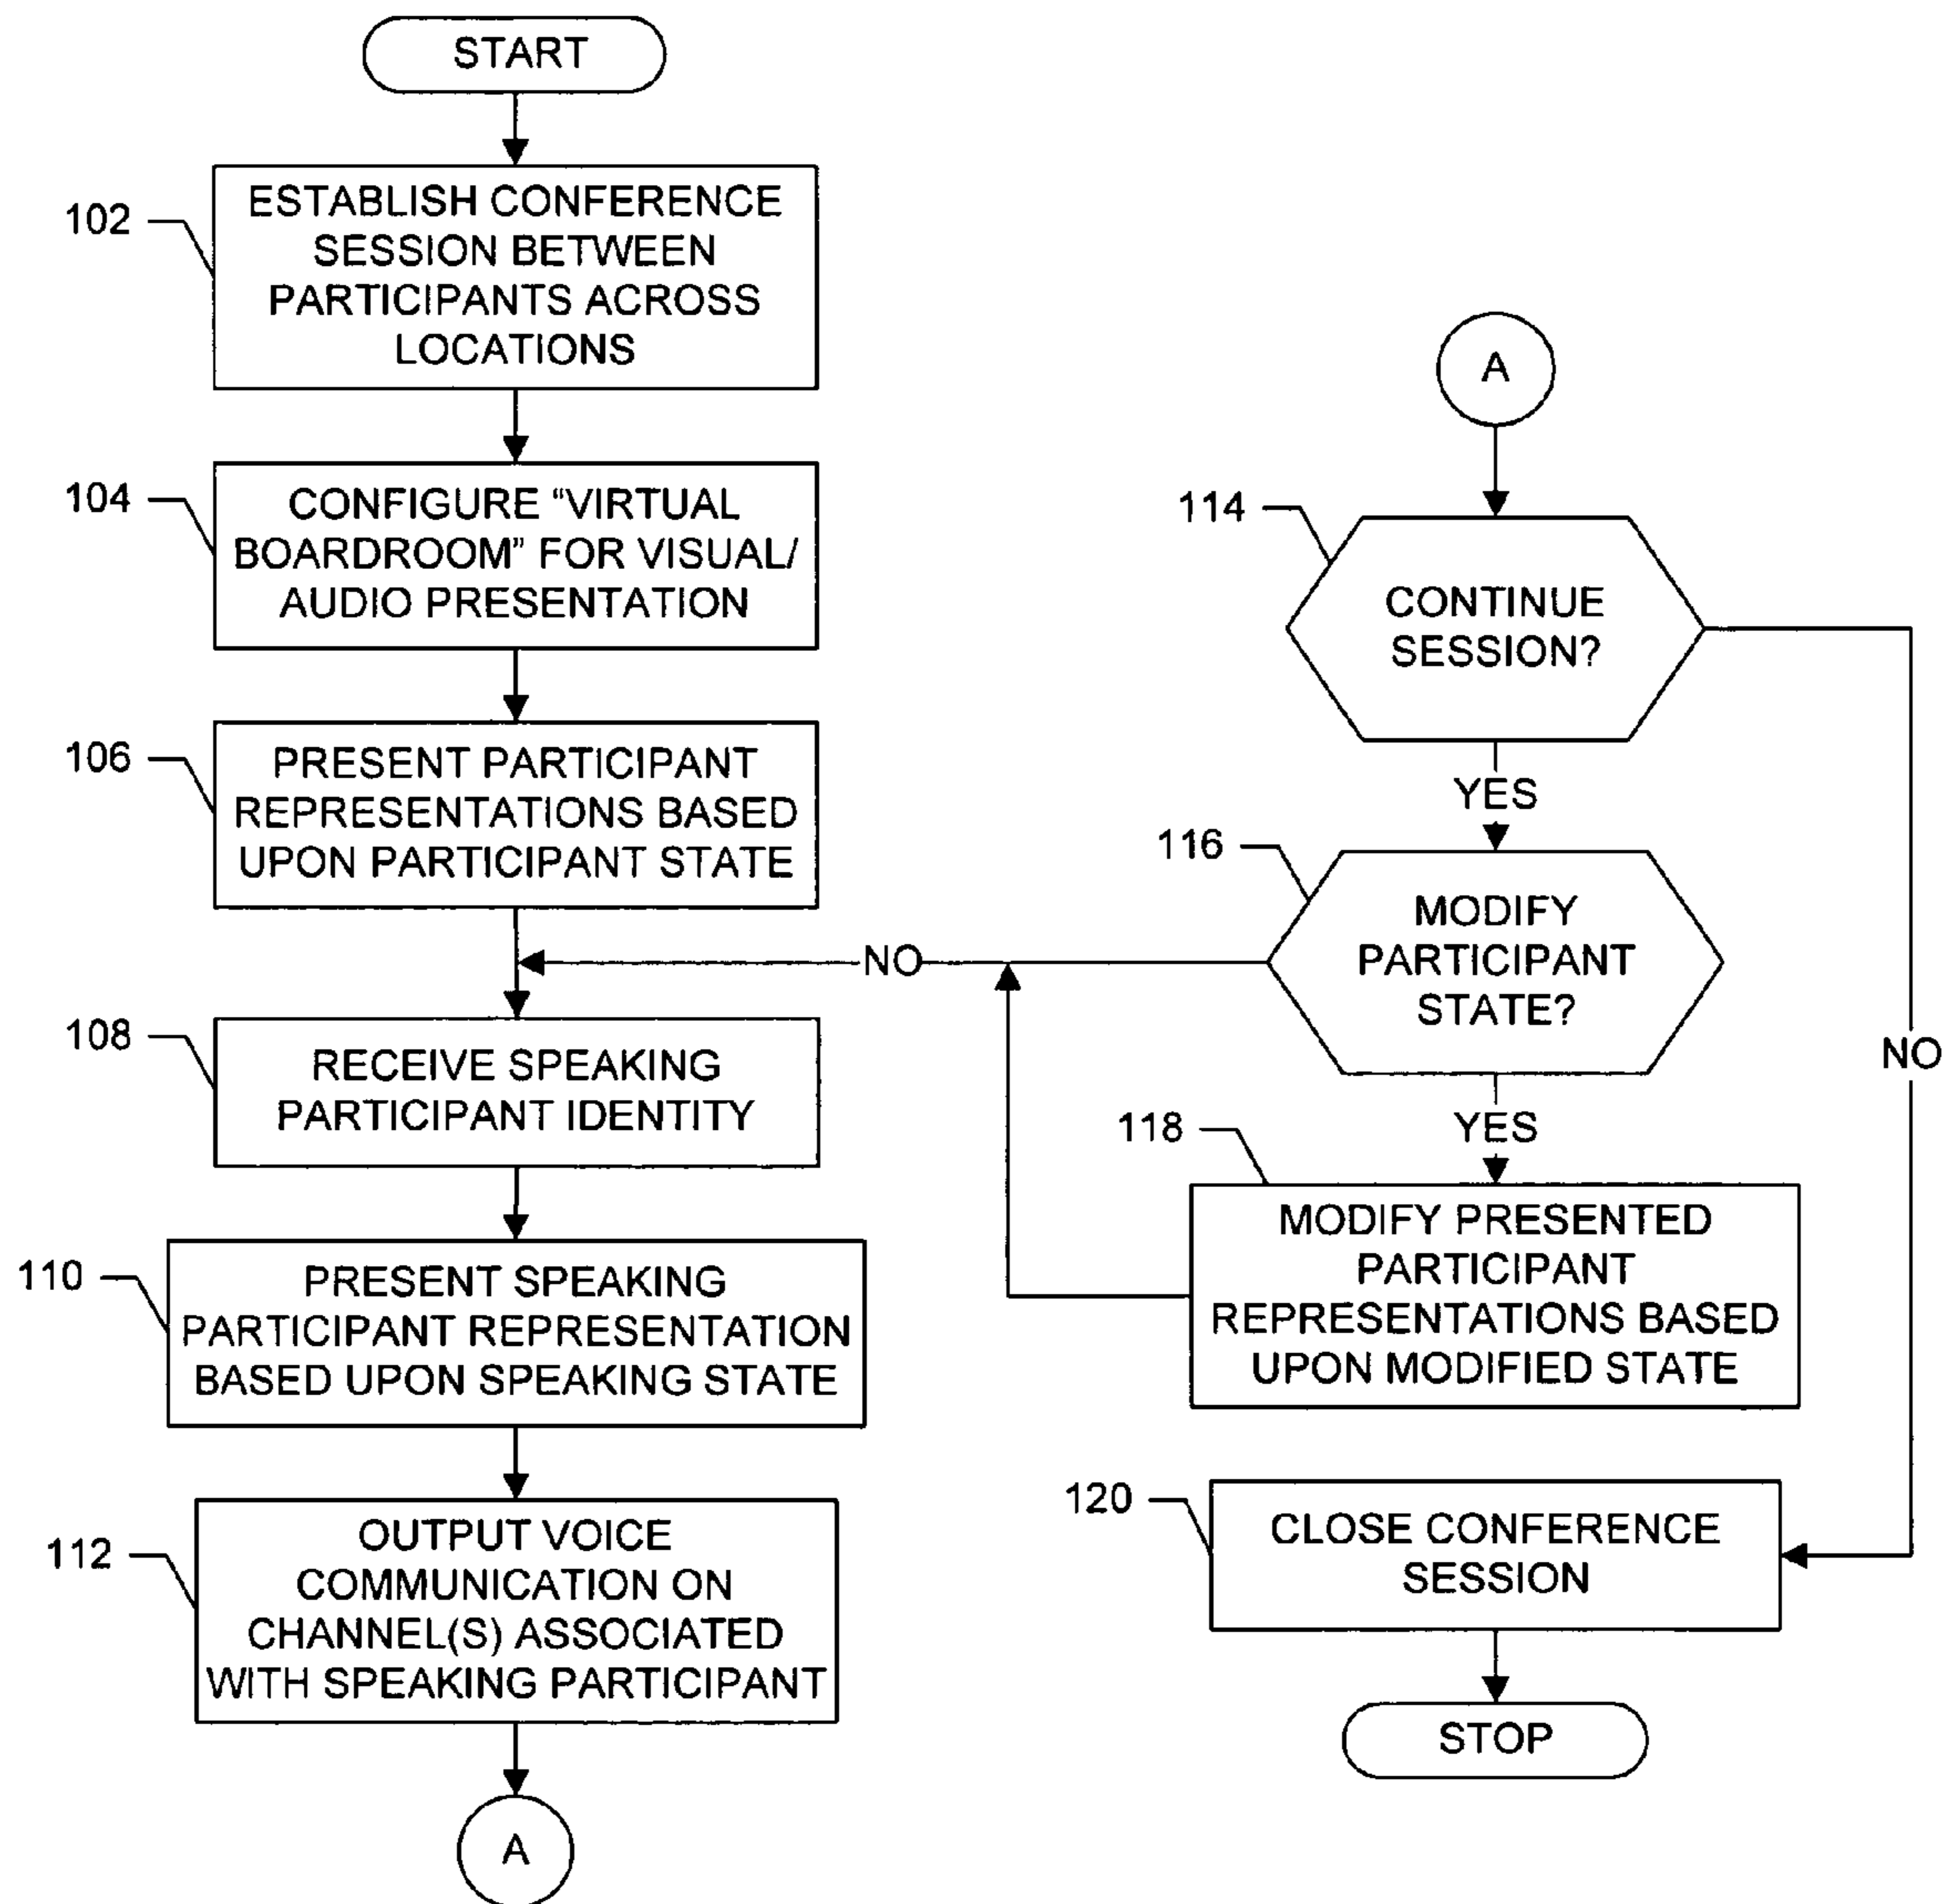 START
102
ESTABLISH CONFERENCE
SESSION BETWEEN
PARTICIPANTS ACROSS
LOCATIONS
104
CONFIGURE “VIRTUAL
BOARDROOM” FOR VISUAL/
AUDIO PRESENTATION
106
PRESENT PARTICIPANT
REPRESENTATIONS BASED
UPON PARTICIPANT STATE
108
RECEIVE SPEAKING
PARTICIPANT IDENTITY
110
PRESENT SPEAKING
PARTICIPANT REPRESENTATION
BASED UPON SPEAKING STATE
112
OUTPUT VOICE
COMMUNICATION ON
CHANNEL(S) ASSOCIATED
WITH SPEAKING PARTICIPANT
A
A
114
CONTINUE
SESSION?
YES
NO
116
MODIFY
PARTICIPANT
STATE?
NO
YES
118
MODIFY PRESENTED
PARTICIPANT
REPRESENTATIONS BASED
UPON MODIFIED STATE
120
CLOSE CONFERENCE
SESSION
STOP